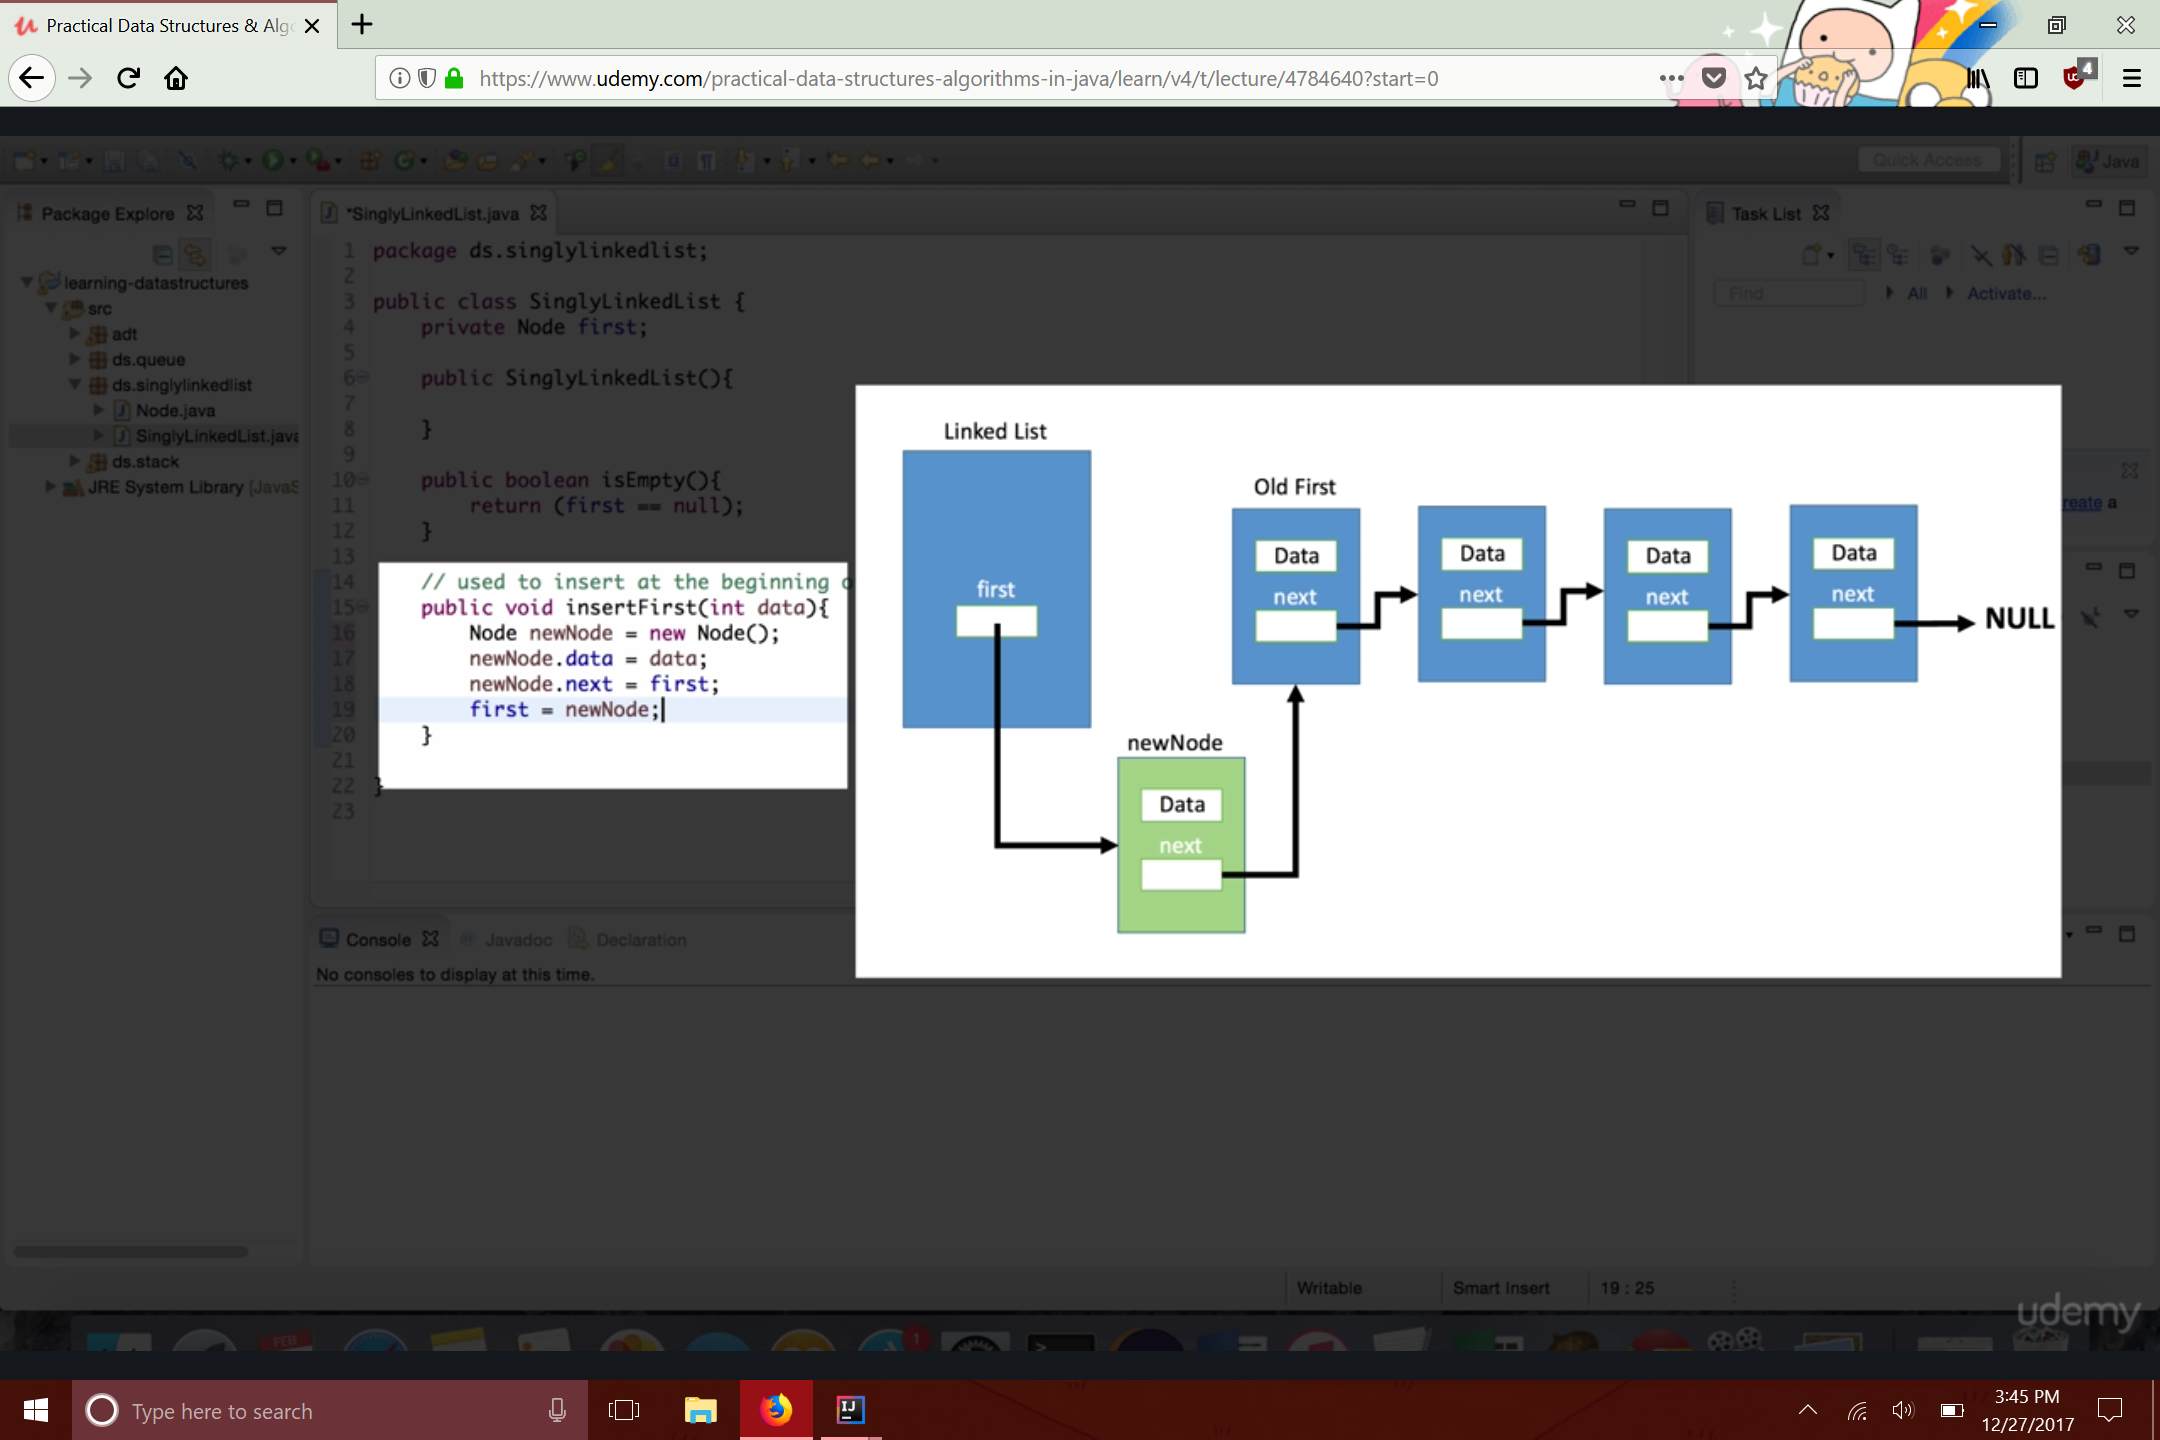 Practical Data Structures & Alg
https://www.udemy.com/practical-data-structures-algorithms-in-java/learn/v4/t/lecture/4784640?start=0
4
Quick Access
Java
Package Explore
*SinglyLinkedList.java
Task List
learning-datastructures
src
adt
ds.queue
ds.singlylinkedlist
Node.java
SinglyLinkedList.java
ds.stack
JRE System Library [JavaS
Find
All
Activate...
reate a
1 package ds.singlylinkedlist;
2
3 public class SinglyLinkedList {
4 private Node first;
5
6 public SinglyLinkedList(){
7
8 }
9
10 public boolean isEmpty(){
11 return (first == null);
12 }
13
14 // used to insert at the beginning
15 public void insertFirst(int data){
16 Node newNode = new Node();
17 newNode.data = data;
18 newNode.next = first;
19 first = newNode;
20 }
21
22 }
23
Linked List
first
Old First
Data
next
Data
next
Data
next
Data
next
NULL
newNode
Data
next
Console
Javadoc
Declaration
No consoles to display at this time.
Writable
Smart Insert
19 : 25
udemy
FEB
1
Type here to search
IJ
3:45 PM
12/27/2017